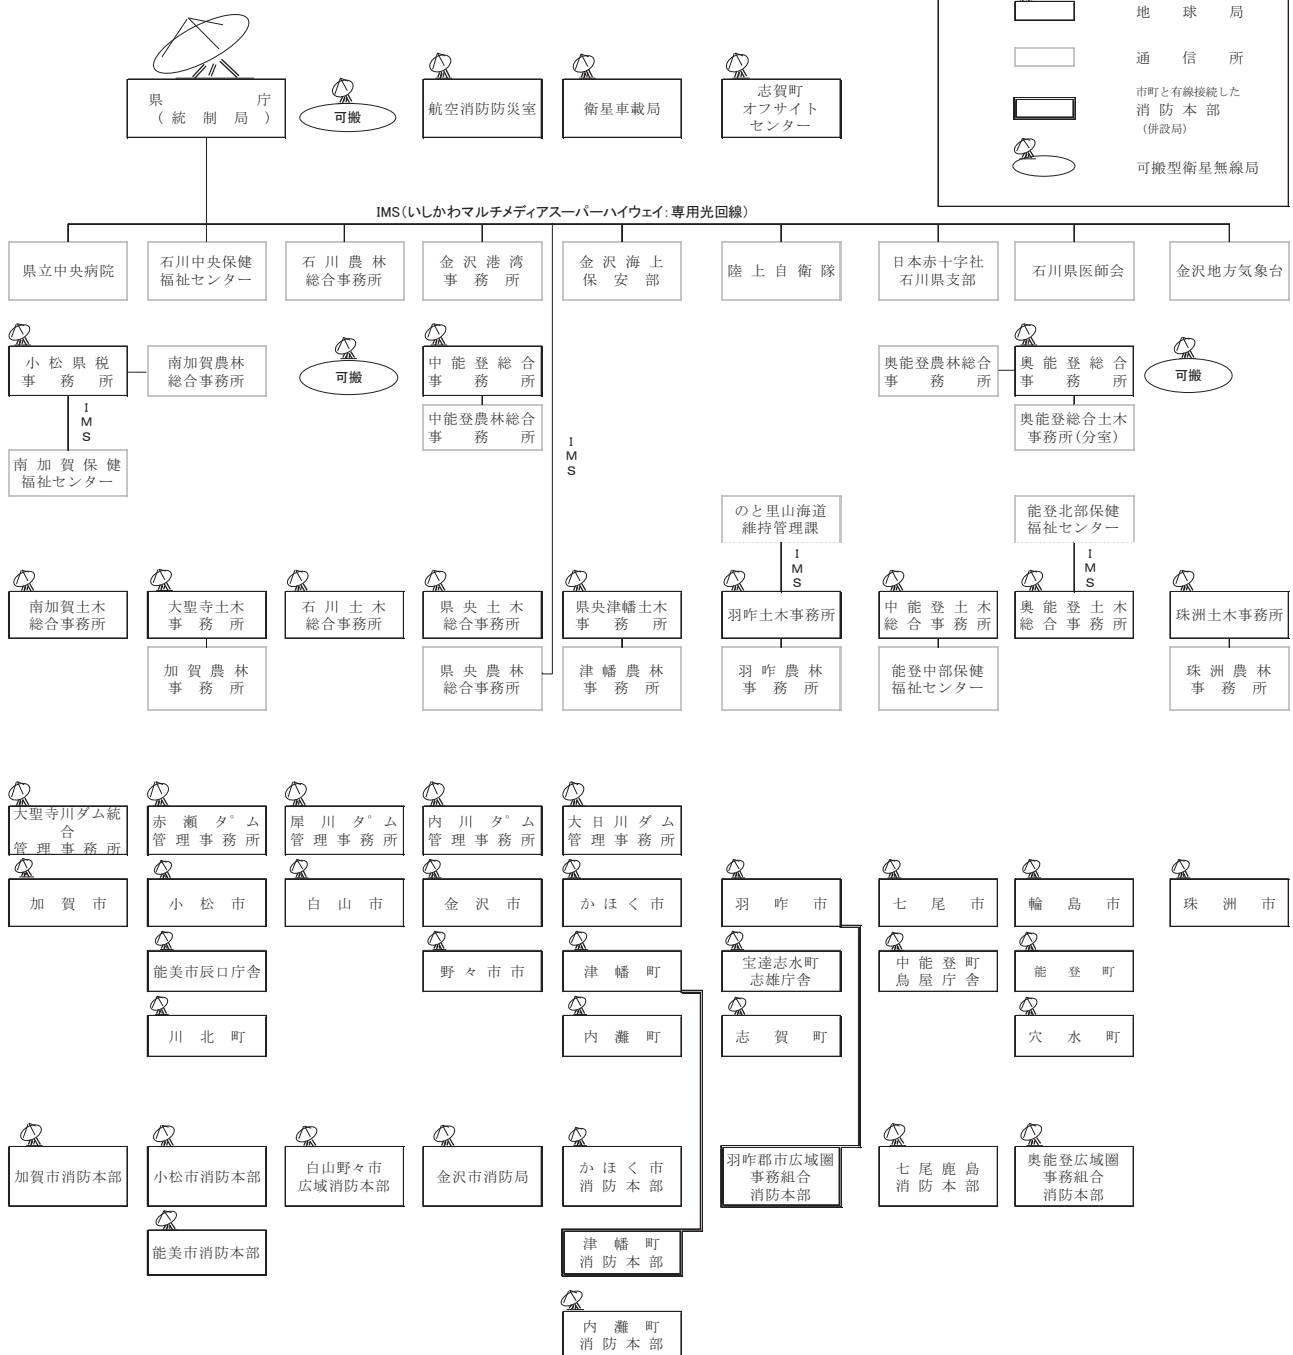 地球局
通信所
市町と有線接続した
消防本部
(併設局)
可搬型衛星無線局
県庁
(統制局)
可搬
航空消防防災室
衛星車載局
志賀町
オフサイト
センター
IMS(いしかわマルチメディアスーパーハイウェイ:専用光回線)
県立中央病院
石川中央保健
福祉センター
石川農林
総合事務所
金沢港湾
事務所
金沢海上
保安部
陸上自衛隊
日本赤十字社
石川県支部
石川県医師会
金沢地方気象台
小松県税
事務所
南加賀農林
総合事務所
可搬
中能登総合
事務所
奥能登農林総合
事務所
奥能登総合
事務所
可搬
中能登農林総合
事務所
奥能登総合土木
事務所(分室)
IMS
IMS
南加賀保健
福祉センター
のと里山海道
維持管理課
能登北部保健
福祉センター
IMS
IMS
南加賀土木
総合事務所
大聖寺土木
事務所
石川土木
総合事務所
県央土木
総合事務所
県央津幡土木
事務所
羽咋土木事務所
中能登土木
総合事務所
奥能登土木
総合事務所
珠洲土木事務所
加賀農林
事務所
県央農林
総合事務所
津幡農林
事務所
羽咋農林
事務所
能登中部保健
福祉センター
珠洲農林
事務所
大聖寺川ダム統
合
管理事務所
赤瀬ダム
管理事務所
犀川ダム
管理事務所
内川ダム
管理事務所
大日川ダム
管理事務所
加賀市
小松市
白山市
金沢市
かほく市
羽咋市
七尾市
輪島市
珠洲市
能美市辰口庁舎
野々市市
津幡町
宝達志水町
志雄庁舎
中能登町
鳥屋庁舎
能登町
川北町
内灘町
志賀町
穴水町
加賀市消防本部
小松市消防本部
白山野々市
広域消防本部
金沢市消防局
かほく市
消防本部
羽咋郡市広域圏
事務組合
消防本部
七尾鹿島
消防本部
奥能登広域圏
事務組合
消防本部
能美市消防本部
津幡町
消防本部
内灘町
消防本部